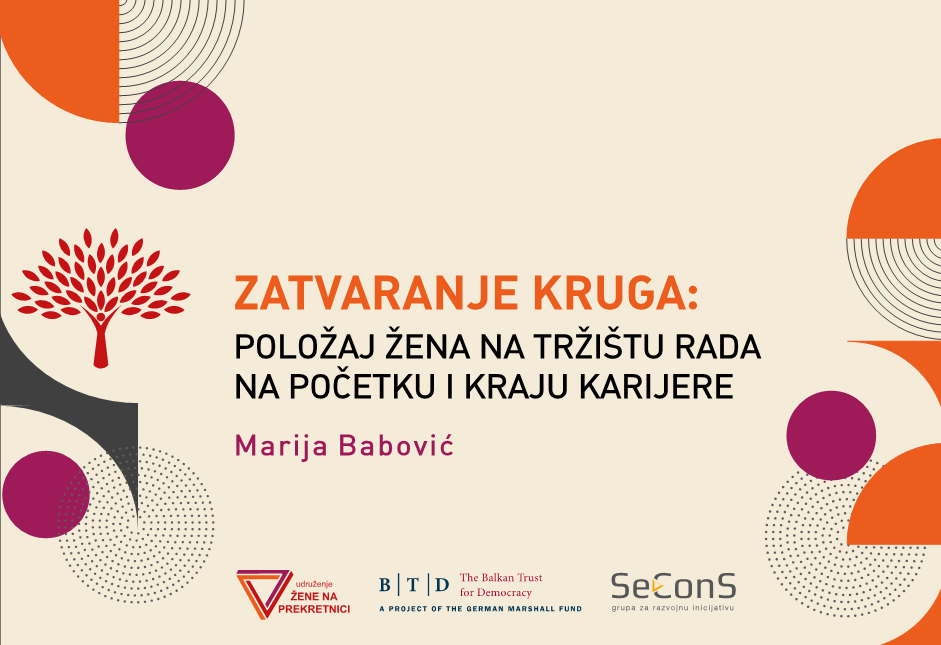 ZATVARANJE KRUGA:
POLOŽAJ ŽENA NA TRŽIŠTU RADA
NA POČETKU I KRAJU KARIJERE
Marija Babović
udruženje
ŽENE NA
PREKRETNICI
B|T|D
The Balkan Trust
for Democracy
A PROJECT OF THE GERMAN MARSHALL FUND
SeConS
grupa za razvojnu inicijativu